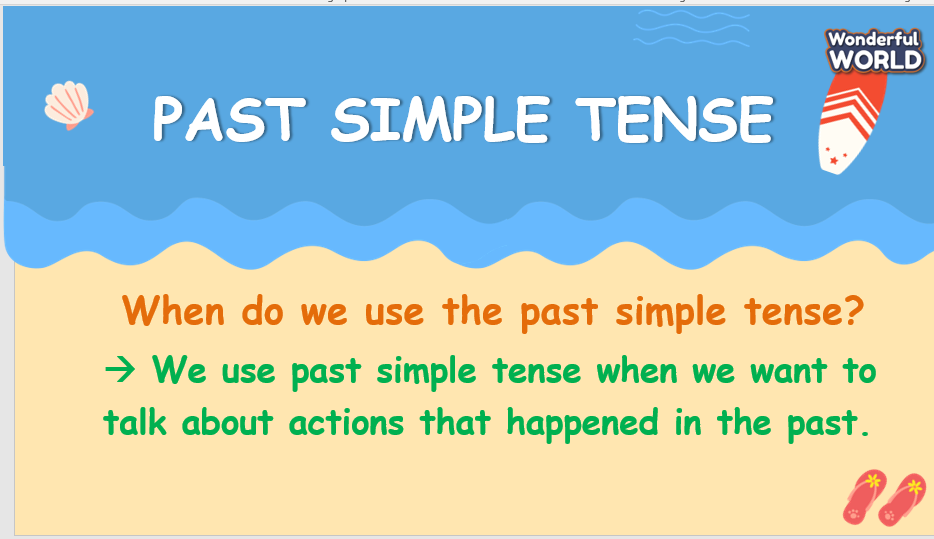 Wonderful
WORLD
PAST SIMPLE TENSE
When do we use the past simple tense?
→ We use past simple tense when we want to
talk about actions that happened in the past.